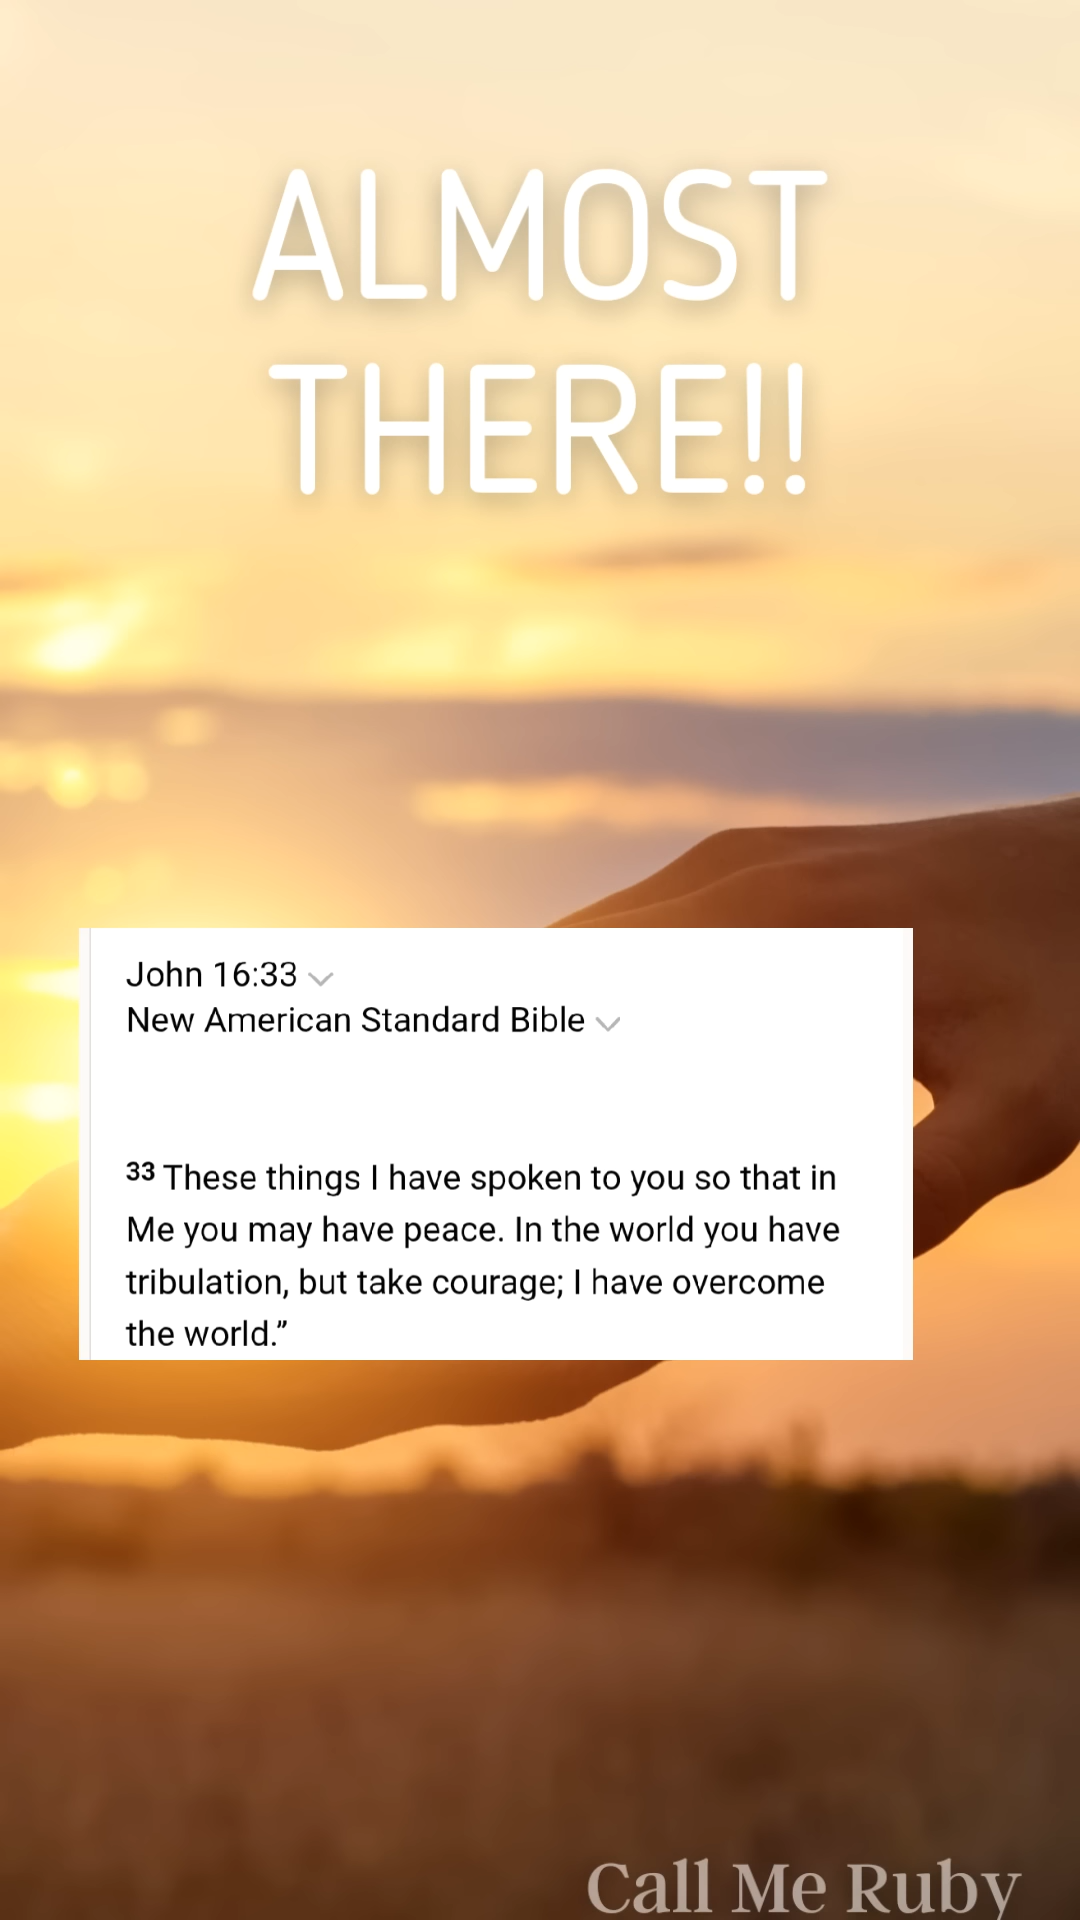 ALMOST
THERE!!
John 16:33
New American Standard Bible
33 These things I have spoken to you so that in
Me you may have peace. In the world you have
tribulation, but take courage; I have overcome
the world.”
Call Me Ruby